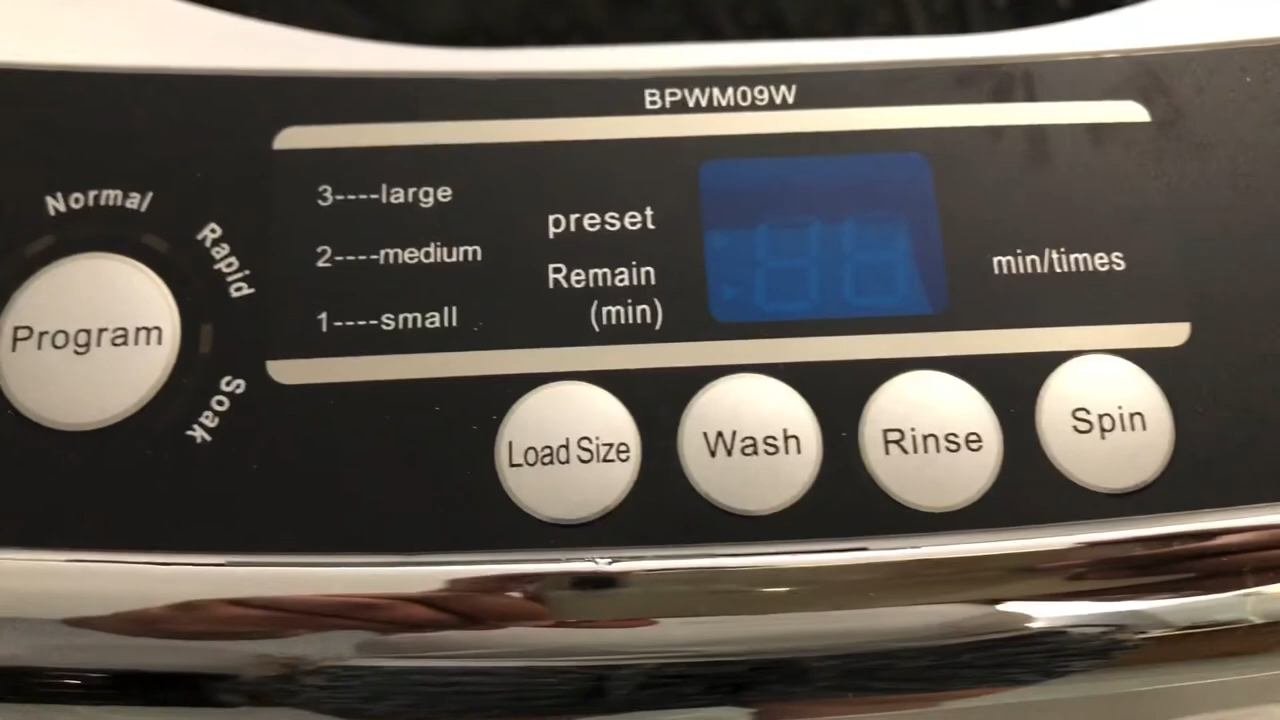 BPWM09W
Normal
Rapid
Soak
Program
3----large
2----medium
1----small
preset
Remain
(min)
min/times
Load Size
Wash
Rinse
Spin